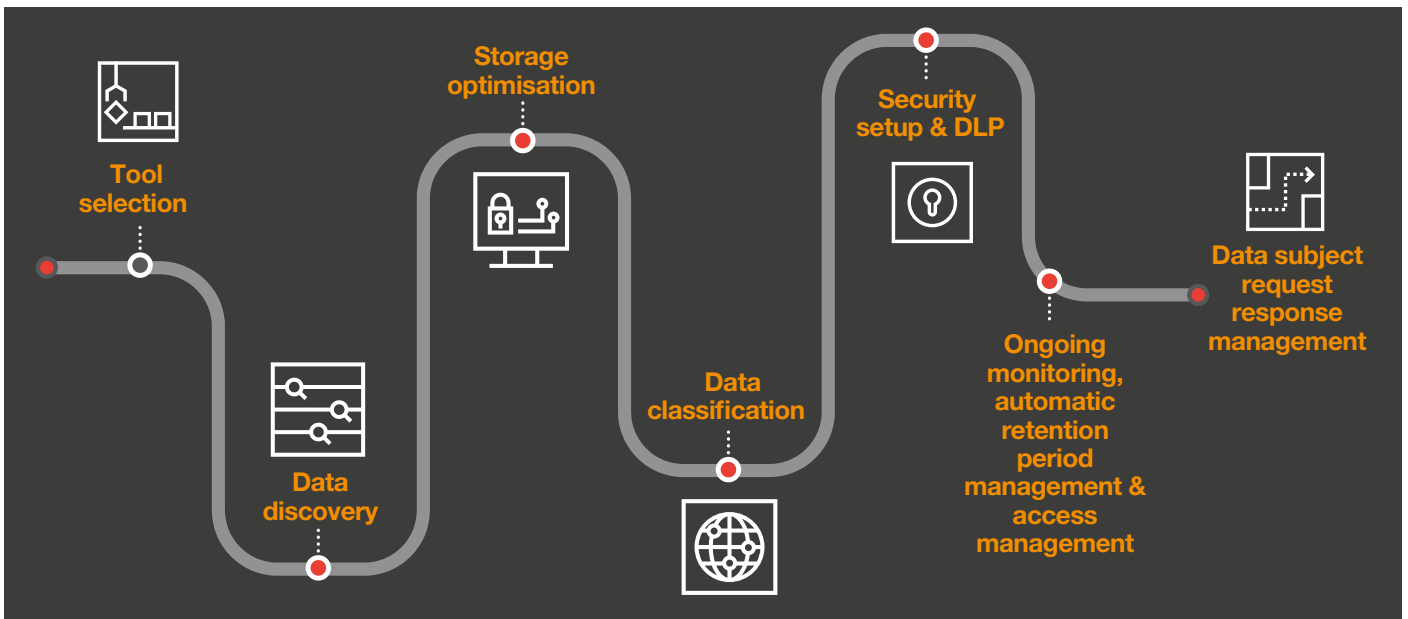 Tool
selection
Data
discovery
Storage
optimisation
Data
classification
Security
setup & DLP
Ongoing
monitoring,
automatic
retention
period
management &
access
management
Data subject
request
response
management